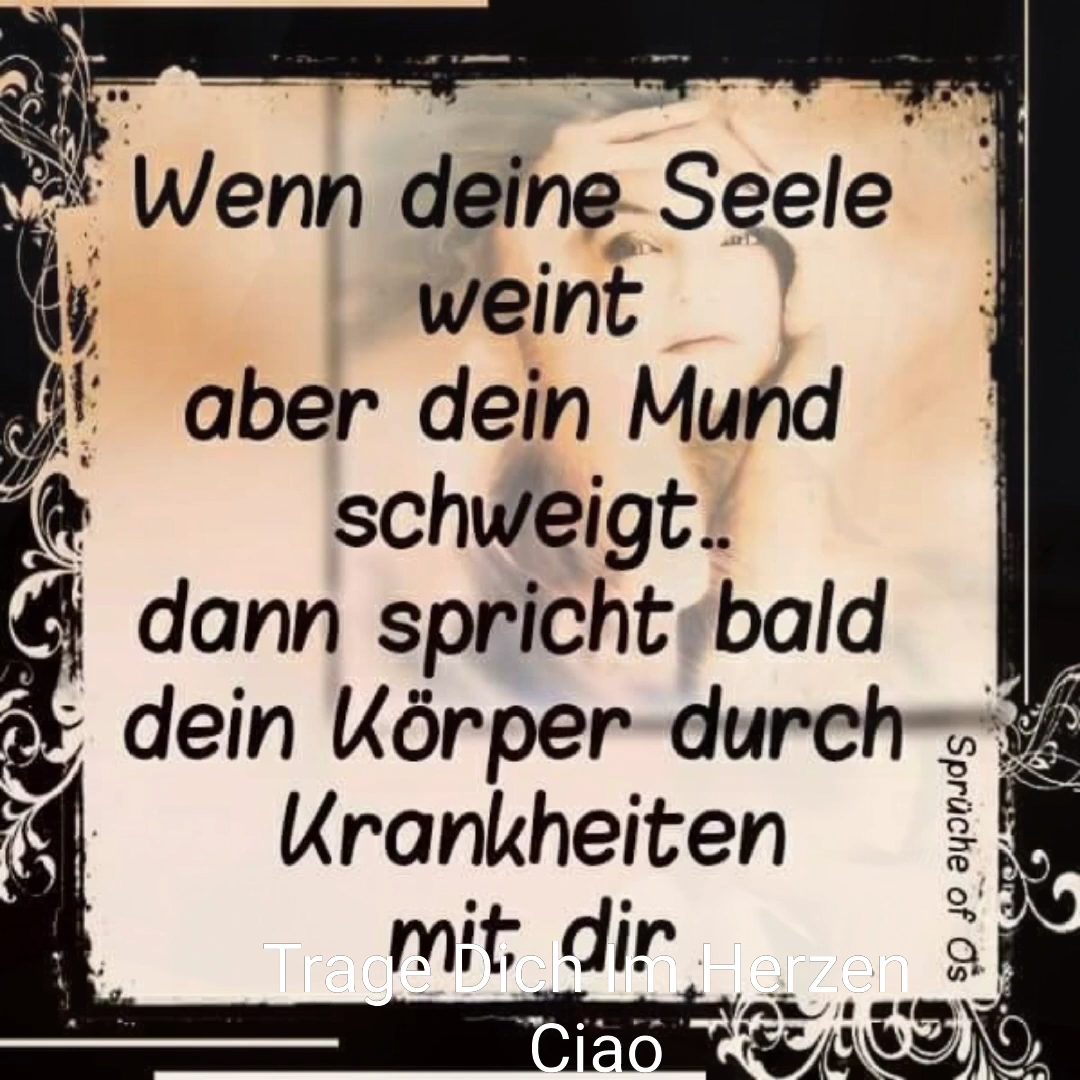 Wenn deine Seele
weint
aber dein Mund
schweigt..
dann spricht bald
dein Körper durch
Krankheiten
mit dir
Sprüche of Os
Trage Dich im Herzen
Ciao